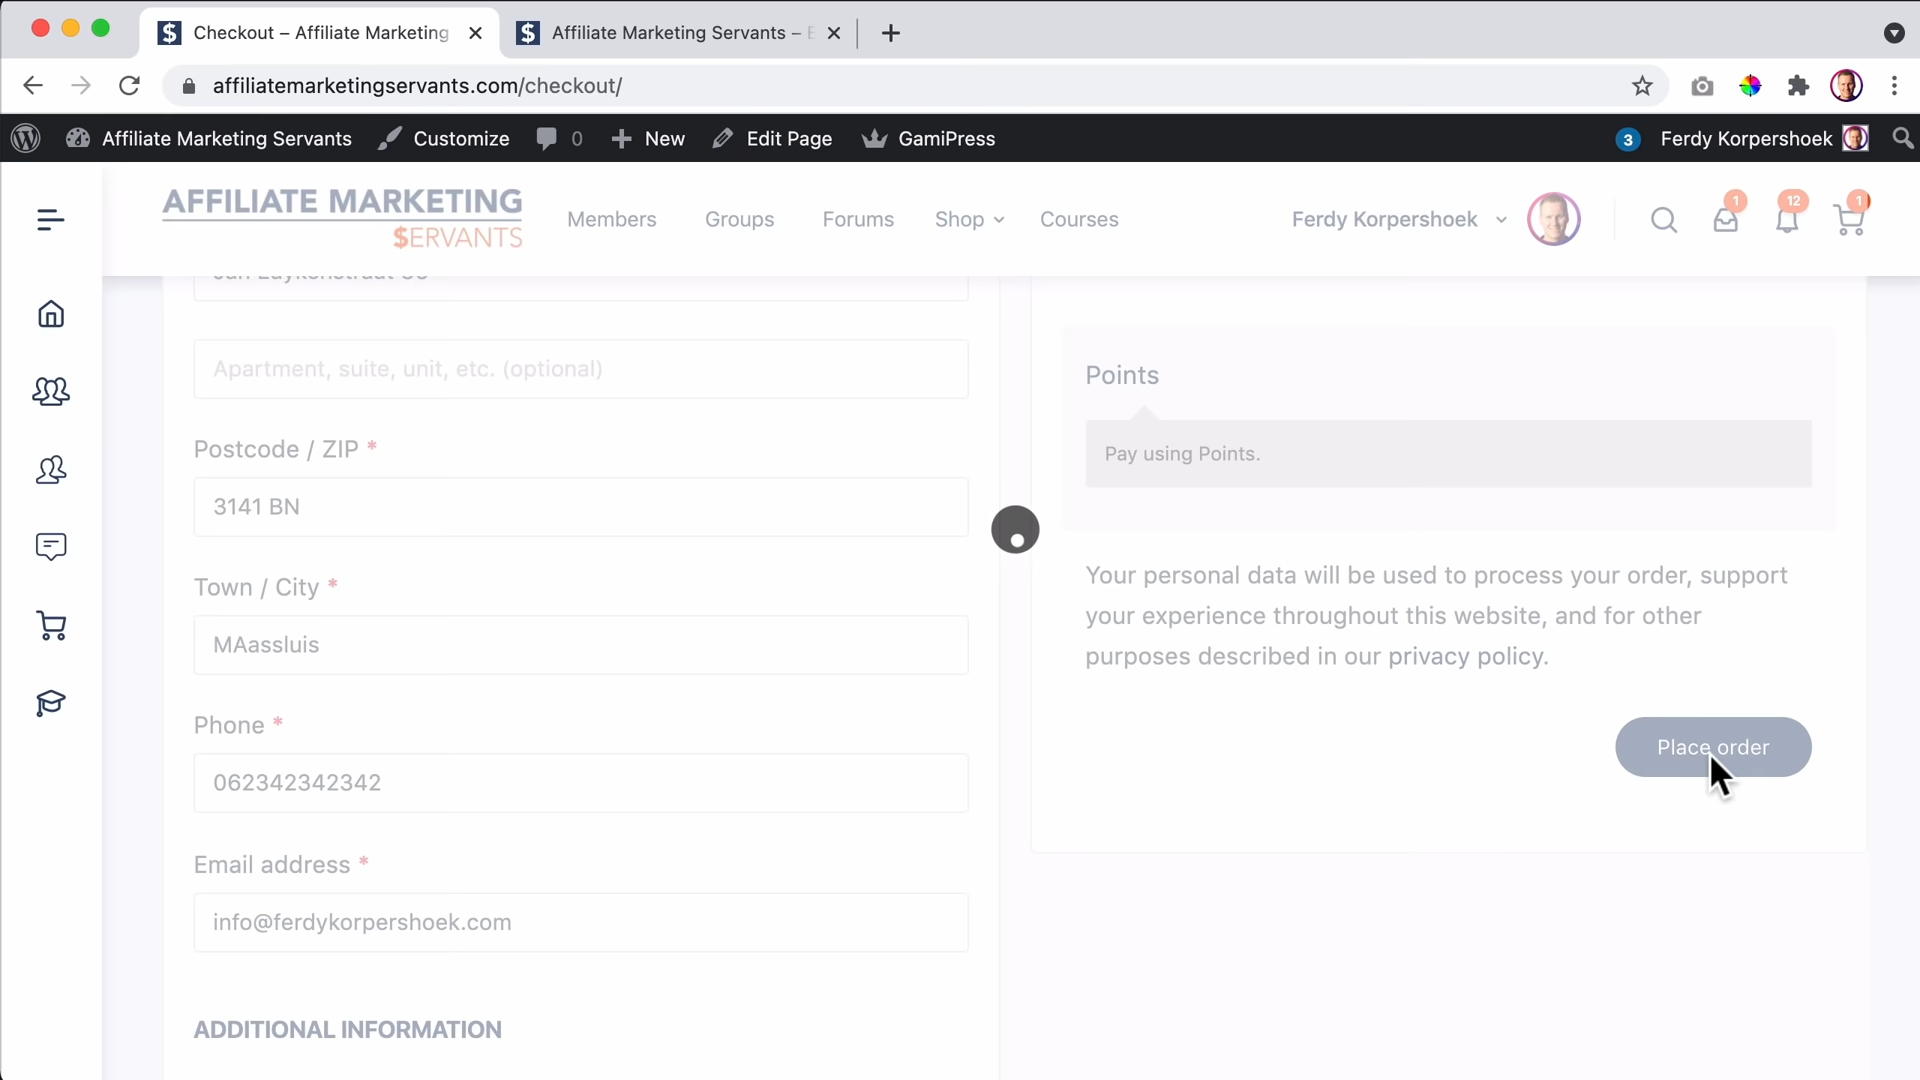 Checkout – Affiliate Marketing
Affiliate Marketing Servants –
affiliatemarketingservants.com/checkout/
Affiliate Marketing Servants
Customize
0
New
Edit Page
GamiPress
3
Ferdy Korpershoek
AFFILIATE MARKETING
$ERVANTS
Members
Groups
Forums
Shop
Courses
Ferdy Korpershoek
1
12
1
Apartment, suite, unit, etc. (optional)
Postcode / ZIP *
3141 BN
Town / City *
MAassluis
Phone *
062342342342
Email address *
info@ferdykorpershoek.com
ADDITIONAL INFORMATION
Points
Pay using Points.
Your personal data will be used to process your order, support
your experience throughout this website, and for other
purposes described in our privacy policy.
Place order